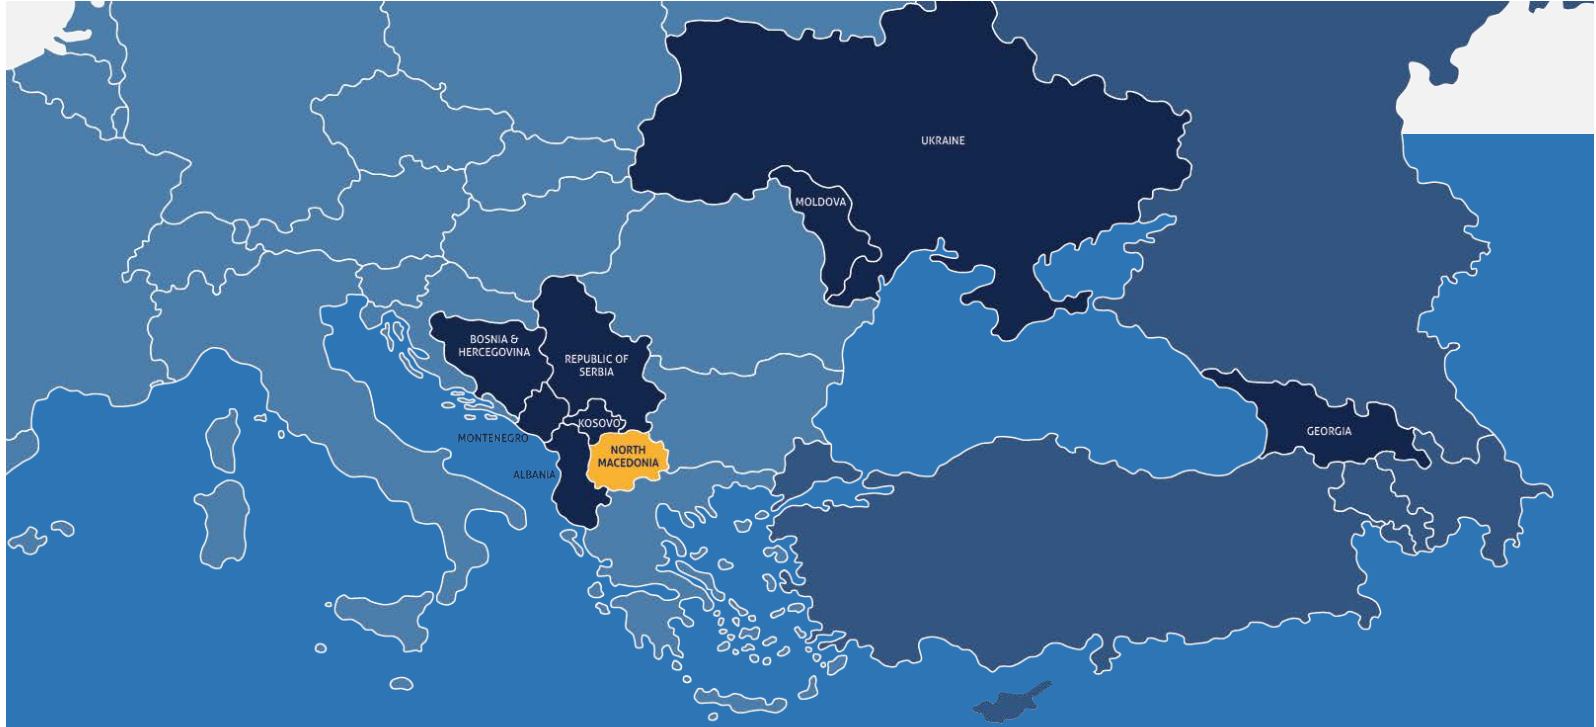 UKRAINE
MOLDOVA
BOSNIA &
HERCEGOVINA
REPUBLIC OF
SERBIA
KOSOVO
MONTENEGRO
NORTH
MACEDONIA
ALBANIA
GEORGIA